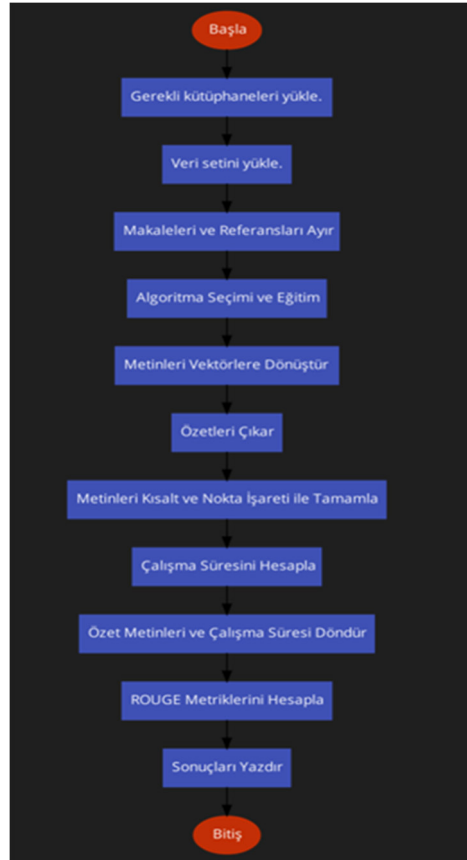 Başla
Gerekli kütüphaneleri yükle.
Veri setini yükle.
Makaleleri ve Referansları Ayır
Algoritma Seçimi ve Eğitim
Metinleri Vektörlere Dönüştür
Özetleri Çıkar
Metinleri Kısalt ve Nokta İşareti ile Tamamla
Çalışma Süresini Hesapla
Özet Metinleri ve Çalışma Süresi Döndür
ROUGE Metriklerini Hesapla
Sonuçları Yazdır
Bitiş